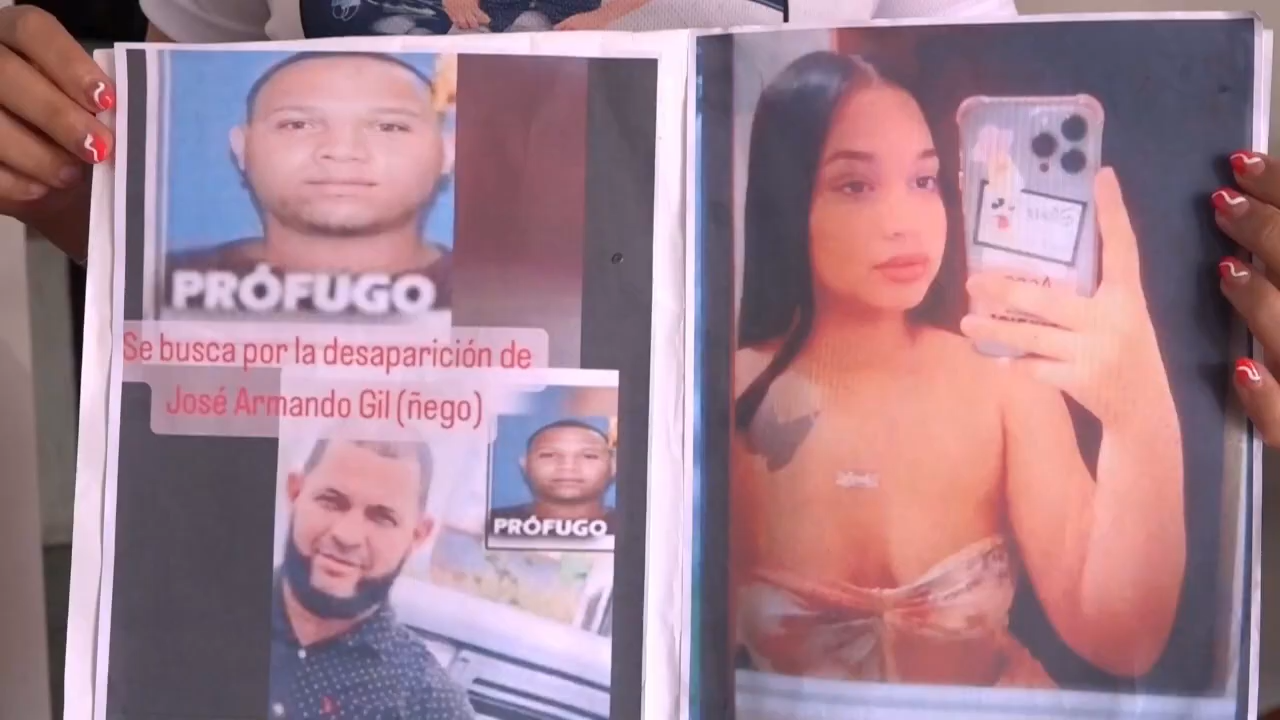 PRÓFUGO
Se busca por la desaparición de
José Armando Gil (ñego)
PRÓFUGO